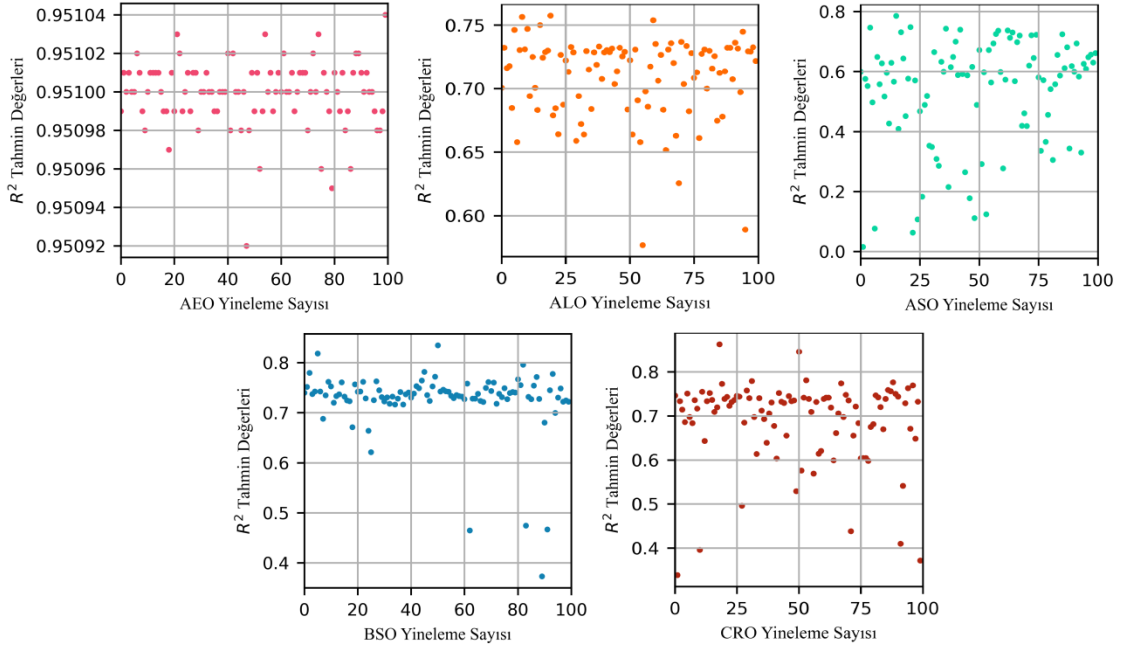 0.95104
0.95102
0.95100
0.95098
0.95096
0.95094
0.95092
R² Tahmin Değerleri
0 20 40 60 80 100
AEO Yineleme Sayısı
0.75
0.70
0.65
0.60
R² Tahmin Değerleri
0 25 50 75 100
ALO Yineleme Sayısı
0.8
0.6
0.4
0.2
0.0
R² Tahmin Değerleri
0 25 50 75 100
ASO Yineleme Sayısı
0.8
0.7
0.6
0.5
0.4
R² Tahmin Değerleri
0 20 40 60 80 100
BSO Yineleme Sayısı
0.8
0.7
0.6
0.5
0.4
R² Tahmin Değerleri
0 25 50 75 100
CRO Yineleme Sayısı